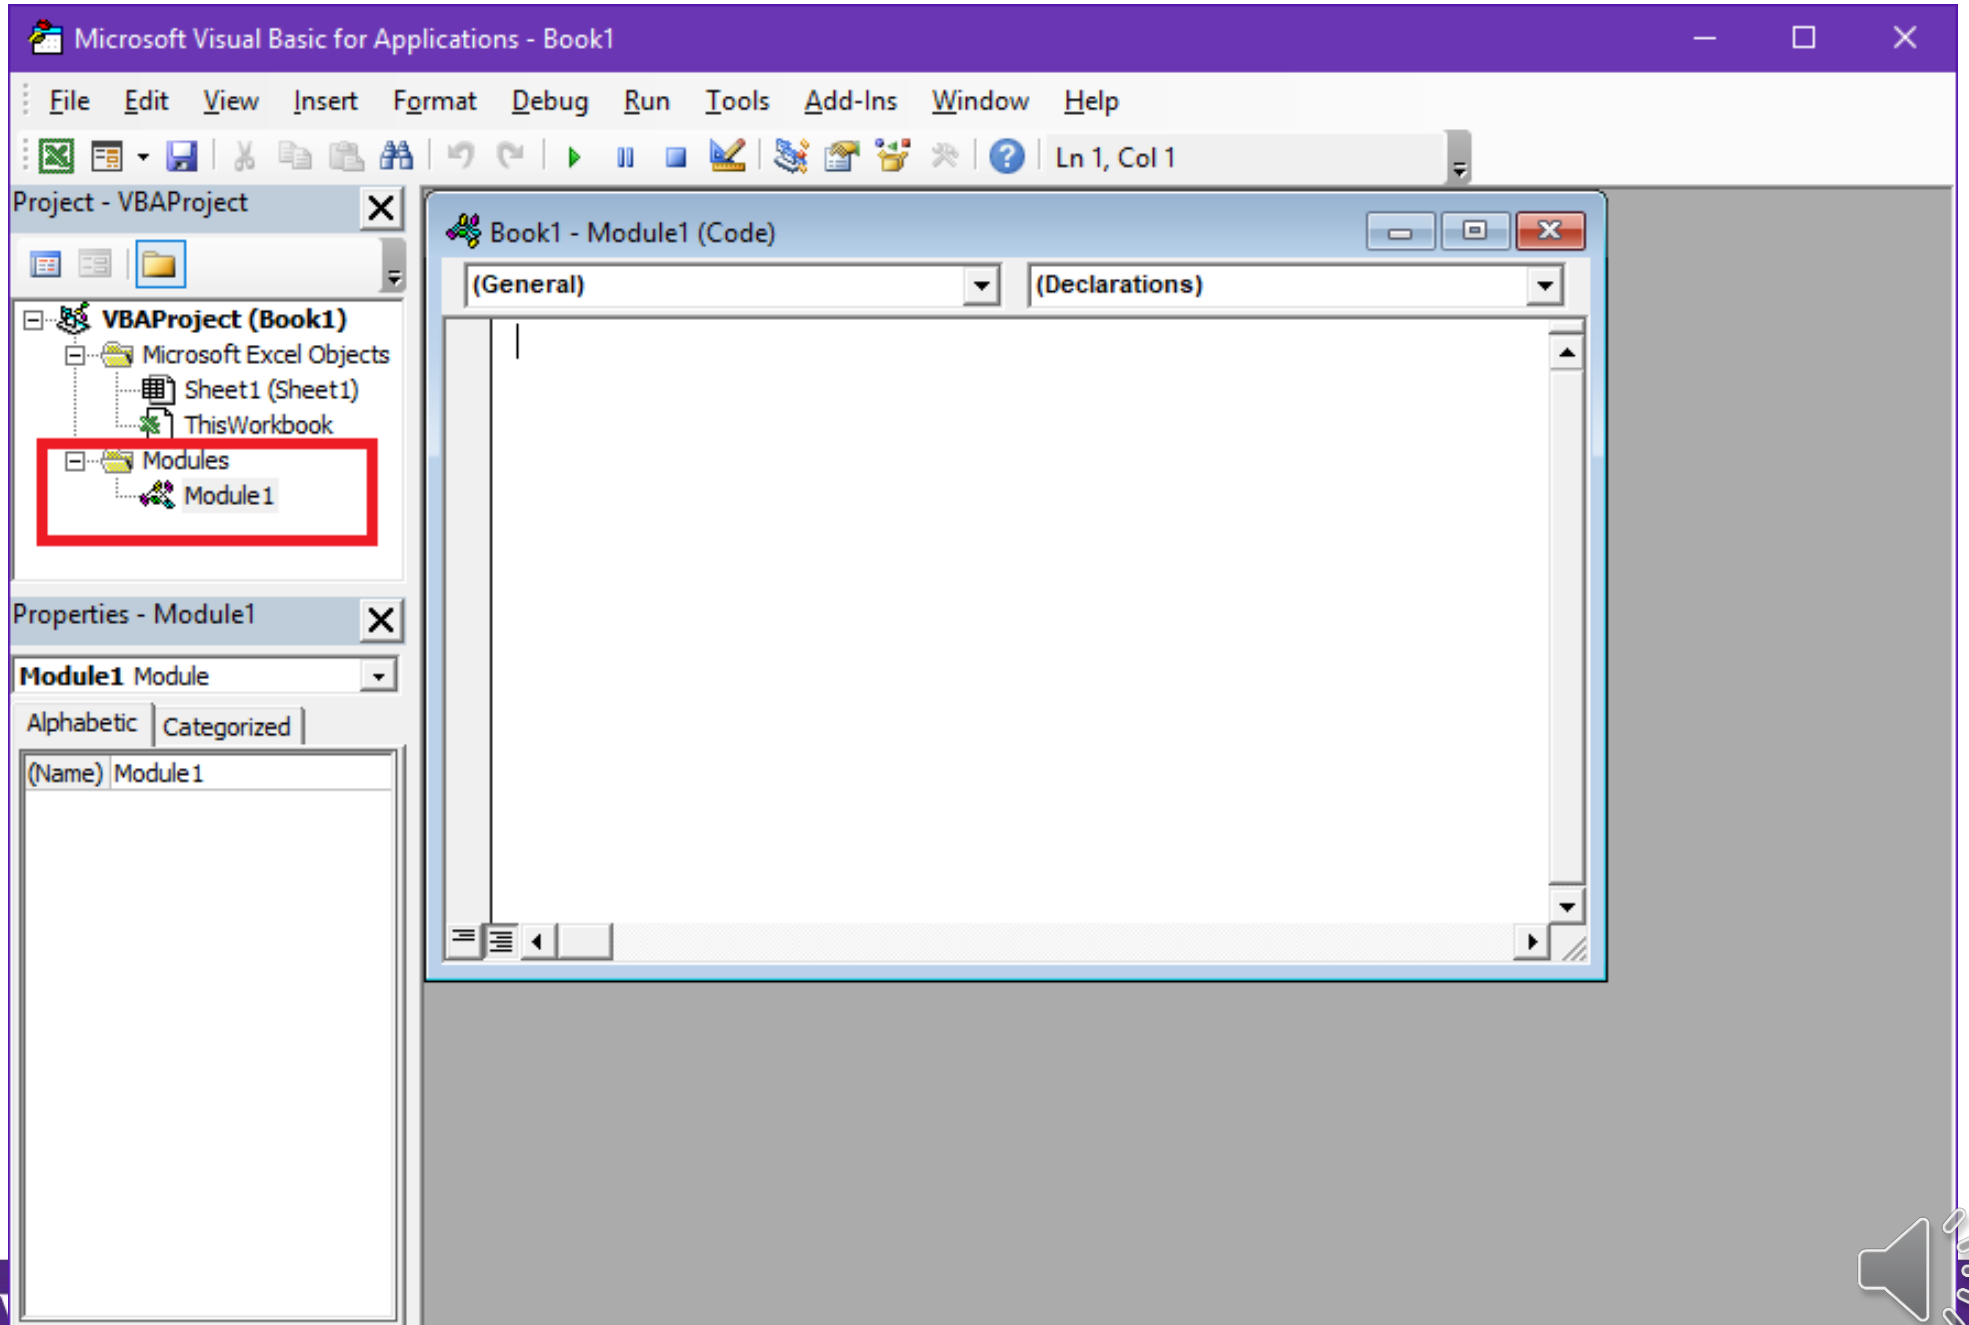 Microsoft Visual Basic for Applications - Book1
File Edit View Insert Format Debug Run Tools Add-Ins Window Help
Ln 1, Col 1
Project - VBAProject
Book1 - Module1 (Code)
(General) (Declarations)
VBAProject (Book1)
Microsoft Excel Objects
Sheet1 (Sheet1)
ThisWorkbook
Modules
Module1
Properties - Module1
Module1 Module
Alphabetic Categorized
(Name) Module1